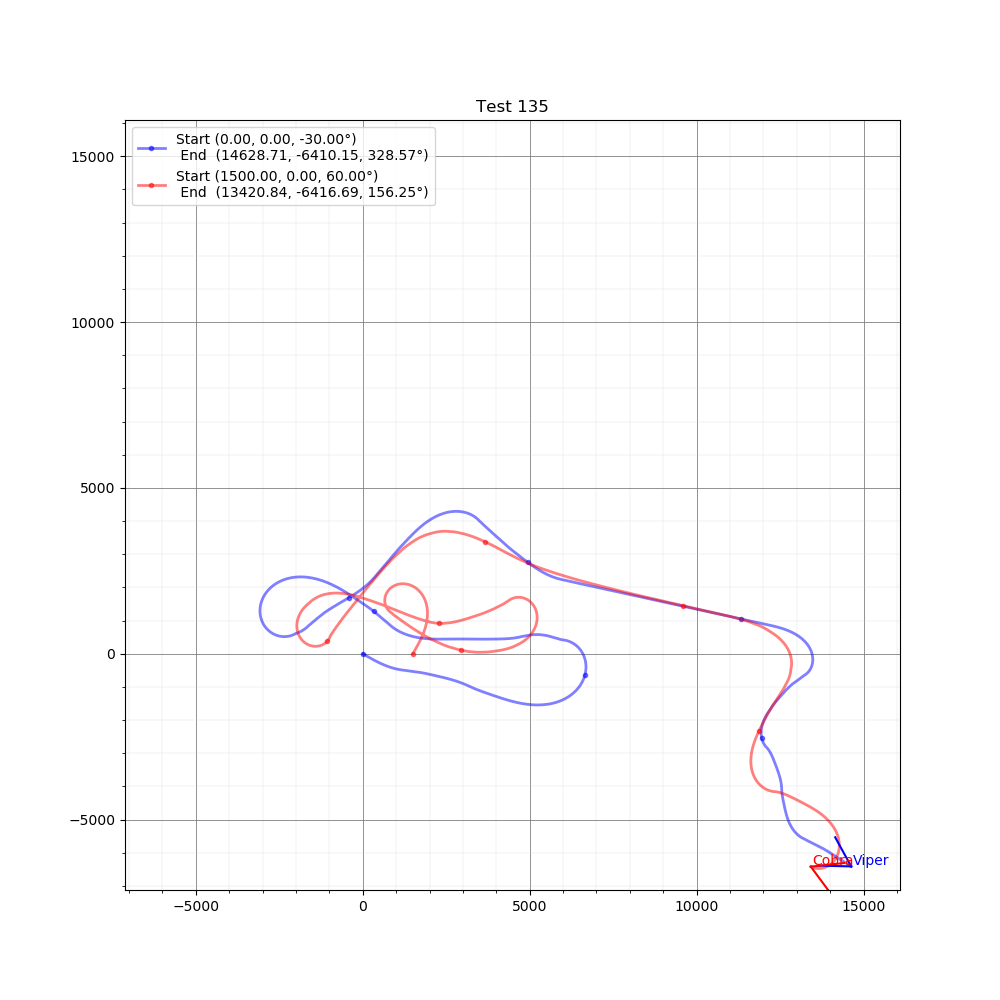 Test 135
Start (0.00, 0.00, -30.00°)
End (14628.71, -6410.15, 328.57°)
Start (1500.00, 0.00, 60.00°)
End (13420.84, -6416.69, 156.25°)
15000
10000
5000
0
−5000
Cobra
Viper
−5000
0
5000
10000
15000